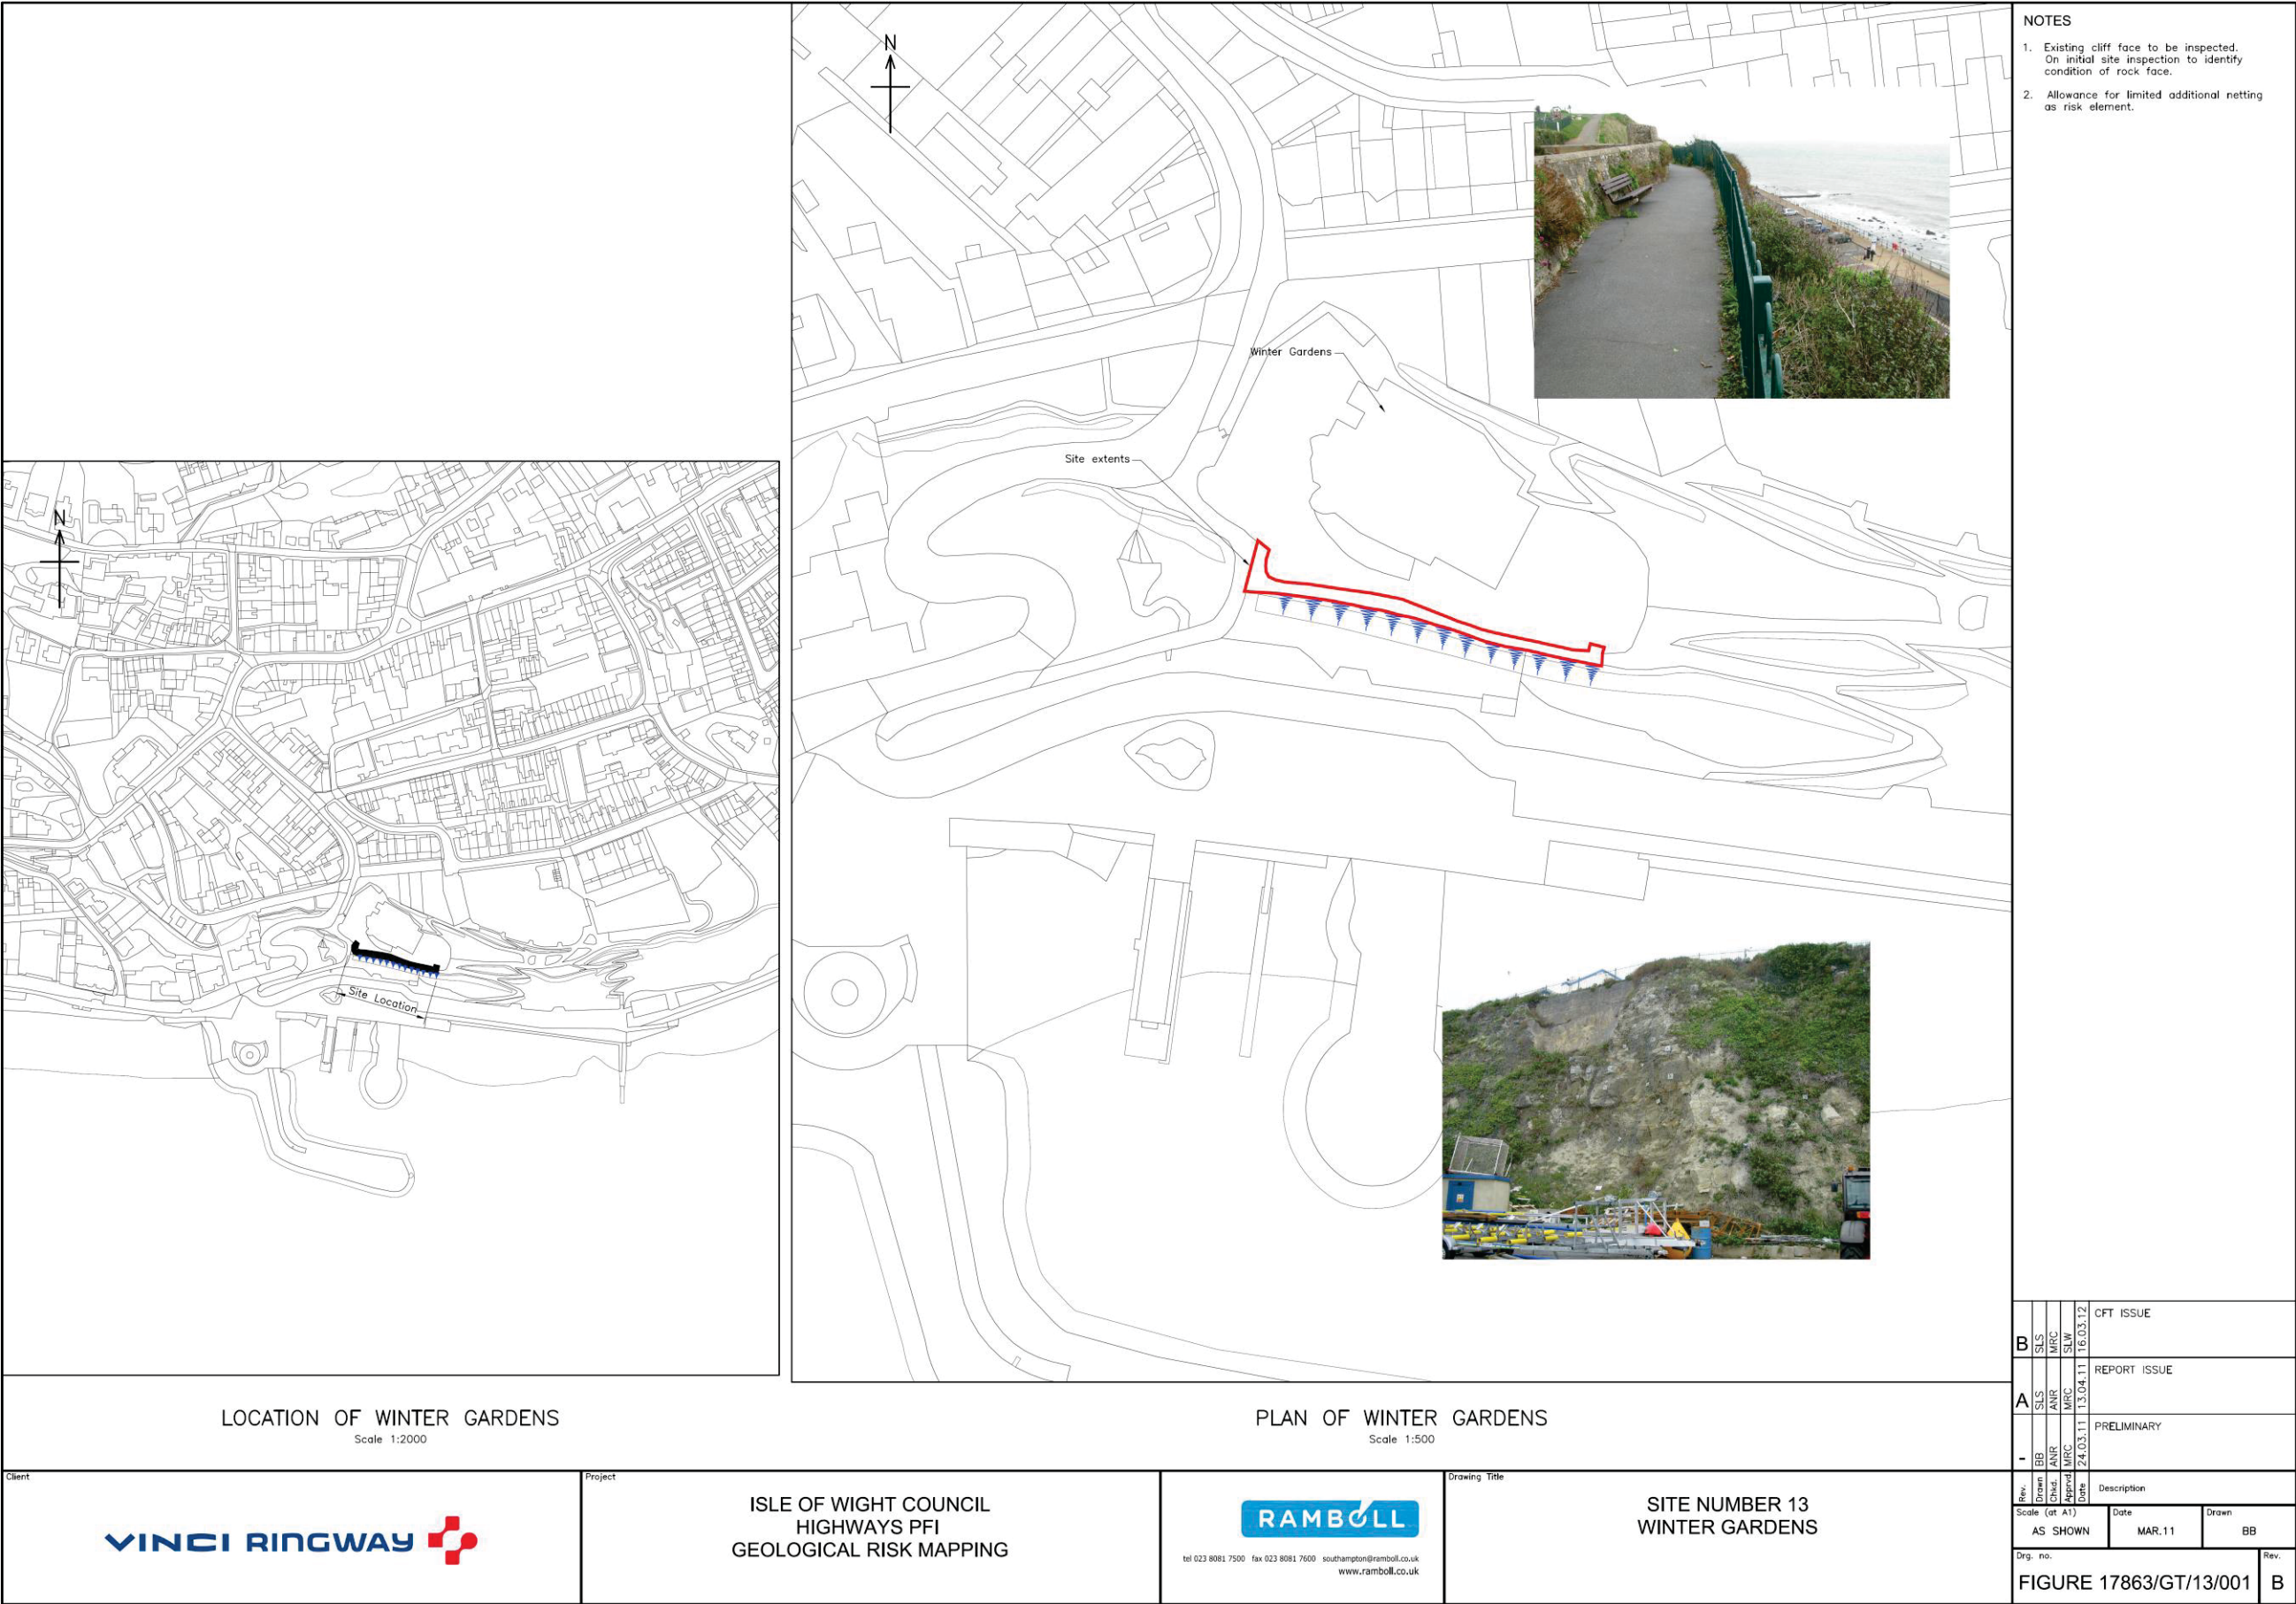 N
Site Location
LOCATION OF WINTER GARDENS
Scale 1:2000
N
Winter Gardens
Site extents
PLAN OF WINTER GARDENS
Scale 1:500
NOTES
1. Existing cliff face to be inspected.
On initial site inspection to identify
condition of rock face.
2. Allowance for limited additional netting
as risk element.
B SLS MRC SLW 16.03.12 CFT ISSUE
A SLS ANR MRC 13.04.11 REPORT ISSUE
- BB ANR MRC 24.03.11 PRELIMINARY
Rev. Drawn Chkd. Apprvd. Date Description
Client
VINCI RINGWAY
Project
ISLE OF WIGHT COUNCIL
HIGHWAYS PFI
GEOLOGICAL RISK MAPPING
RAMBOLL
tel 023 8081 7500 fax 023 8081 7600 southampton@ramboll.co.uk
www.ramboll.co.uk
Drawing Title
SITE NUMBER 13
WINTER GARDENS
Scale (at A1)
AS SHOWN
Date
MAR.11
Drawn
BB
Drg. no.
FIGURE 17863/GT/13/001
Rev.
B